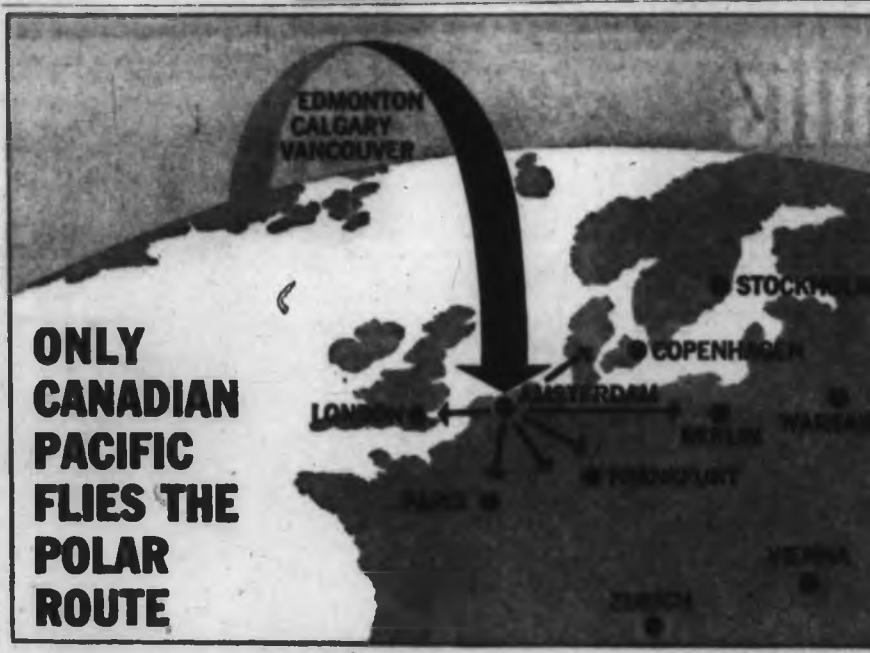 EDMONTON
CALGARY
VANCOUVER
STOCKHOLM
COPENHAGEN
AMSTERDAM
LONDON
BERLIN
WARSAW
FRANKFURT
PARIS
VIENNA
ZURICH
ONLY
CANADIAN
PACIFIC
FLIES THE
POLAR
ROUTE